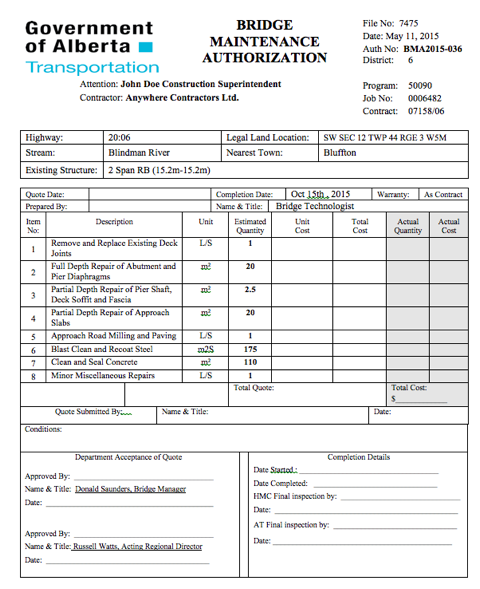 Government
of Alberta
Transportation
BRIDGE
MAINTENANCE
AUTHORIZATION
File No: 7475
Date: May 11, 2015
Auth No: BMA2015-036
District: 6
Attention: John Doe Construction Superintendent
Contractor: Anywhere Contractors Ltd.
Program: 50090
Job No: 0006482
Contract: 07158/06
Highway: 20:06 Legal Land Location: SW SEC 12 TWP 44 RGE 3 W5M
Stream: Blindman River Nearest Town: Bluffton
Existing Structure: 2 Span RB (15.2m-15.2m)
Quote Date: Completion Date: Oct 15th , 2015 Warranty: As Contract
Prepared By: Name & Title: Bridge Technologist
Item No: Description Unit Estimated Quantity Unit Cost Total Cost Actual Quantity Actual Cost
1 Remove and Replace Existing Deck Joints L/S 1
2 Full Depth Repair of Abutment and Pier Diaphragms m² 20
3 Partial Depth Repair of Pier Shaft, Deck Soffit and Fascia m² 2.5
4 Partial Depth Repair of Approach Slabs m² 20
5 Approach Road Milling and Paving L/S 1
6 Blast Clean and Recoat Steel m2S 175
7 Clean and Seal Concrete m² 110
8 Minor Miscellaneous Repairs L/S 1
Total Quote: Total Cost:
$
Quote Submitted By: Name & Title: Date:
Conditions:
Department Acceptance of Quote
Approved By:
Name & Title: Donald Saunders, Bridge Manager
Date:
Approved By:
Name & Title: Russell Watts, Acting Regional Director
Date:
Completion Details
Date Started :
Date Completed:
HMC Final inspection by:
Date:
AT Final inspection by:
Date: